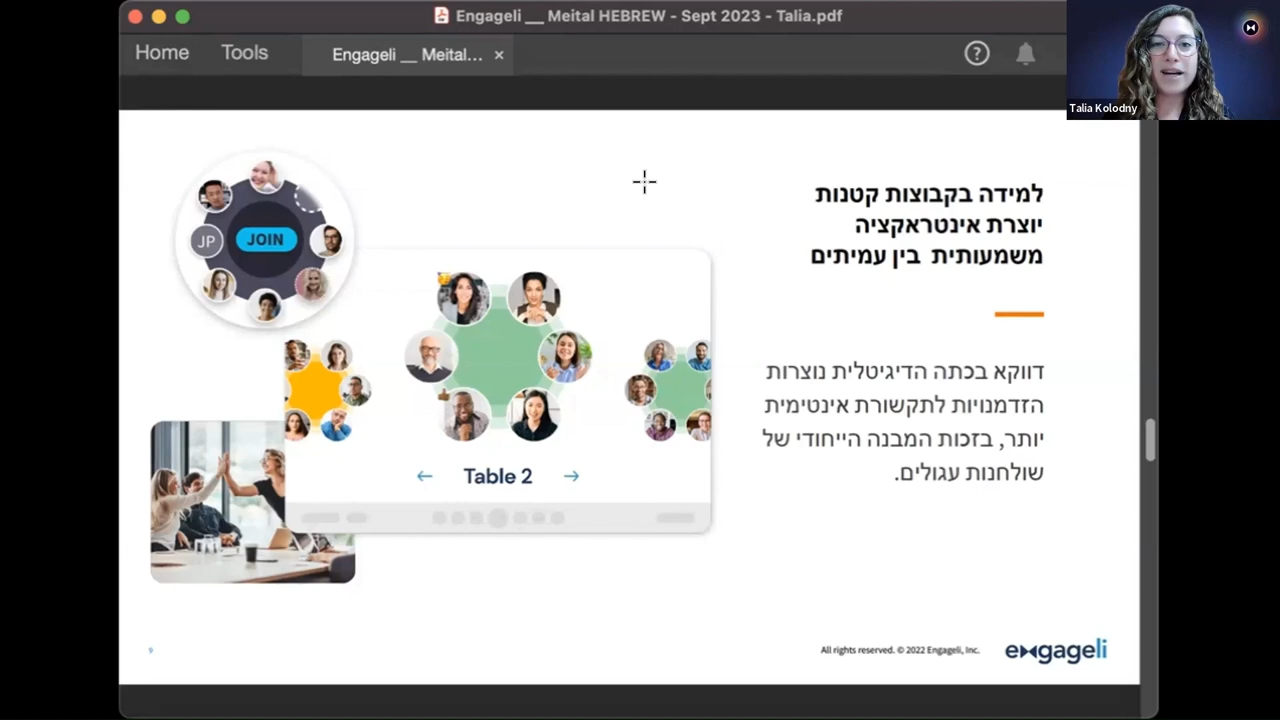 Engageli __ Meital HEBREW - Sept 2023 - Talia.pdf
Home
Tools
Engageli __ Meital...
Talia Kolodny
JOIN
JP
למידה בקבוצות קטנות
יוצרת אינטראקציה
משמעותית בין עמיתים
דווקא בכתה הדיגיטלית נוצרות
הזדמנויות לתקשורת אינטימית
יותר, בזכות המבנה הייחודי של
שולחנות עגולים.
← Table 2 →
9
All rights reserved. © 2022 Engageli, Inc.
engageli